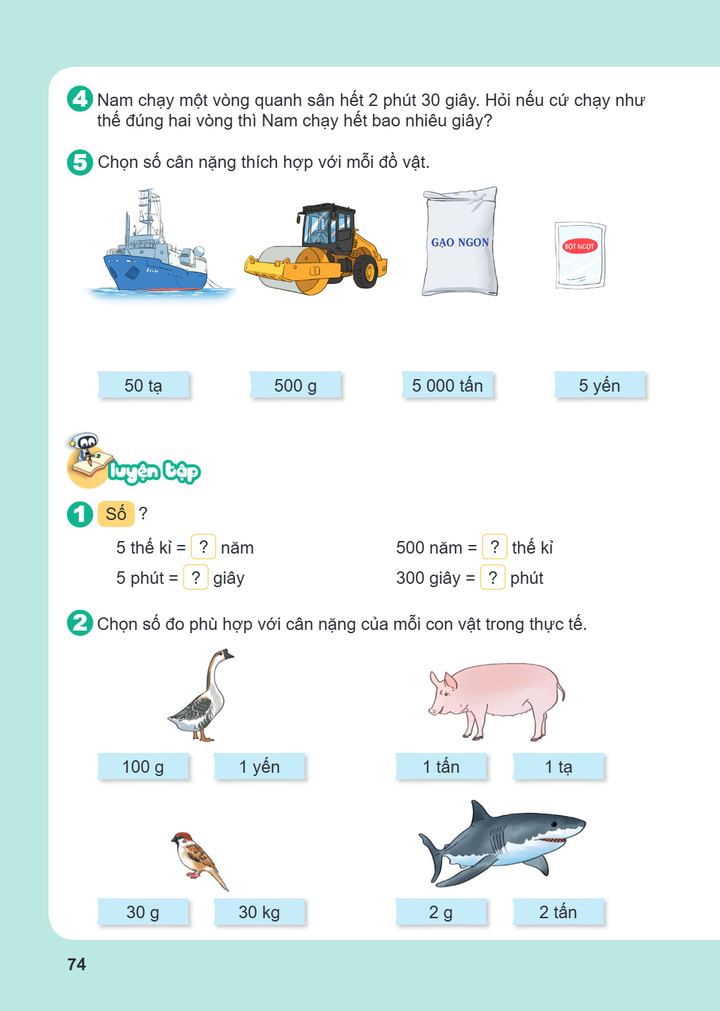 4 Nam chạy một vòng quanh sân hết 2 phút 30 giây. Hỏi nếu cứ chạy như
thế đúng hai vòng thì Nam chạy hết bao nhiêu giây?
5 Chọn số cân nặng thích hợp với mỗi đồ vật.
GẠO NGON
BỘT NGỌT
50 tạ 500 g 5 000 tấn 5 yến
luyện tập
1 Số ?
5 thế kỉ = ? năm 500 năm = ? thế kỉ
5 phút = ? giây 300 giây = ? phút
2 Chọn số đo phù hợp với cân nặng của mỗi con vật trong thực tế.
100 g 1 yến 1 tấn 1 tạ
30 g 30 kg 2 g 2 tấn
74